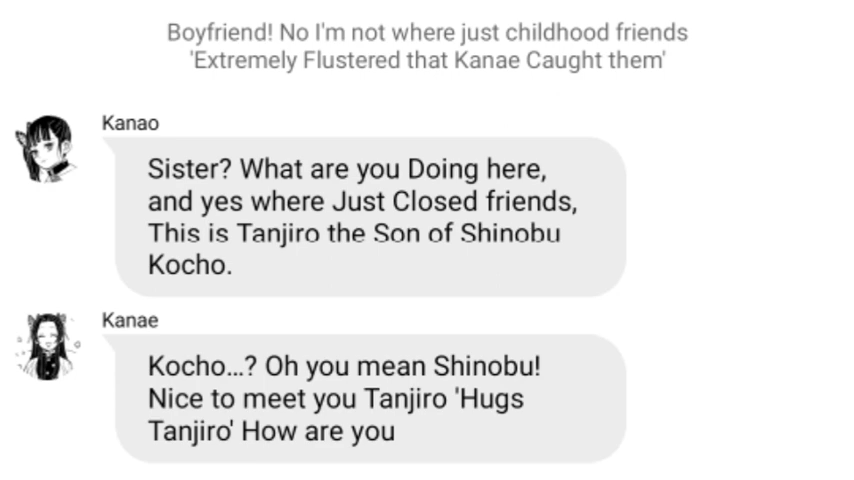 Boyfriend! No I'm not where just childhood friends
'Extremely Flustered that Kanae Caught them'
Kanao
Sister? What are you Doing here,
and yes where Just Closed friends,
This is Tanjiro the Son of Shinobu
Kocho.
Kanae
Kocho...? Oh you mean Shinobu!
Nice to meet you Tanjiro 'Hugs
Tanjiro' How are you